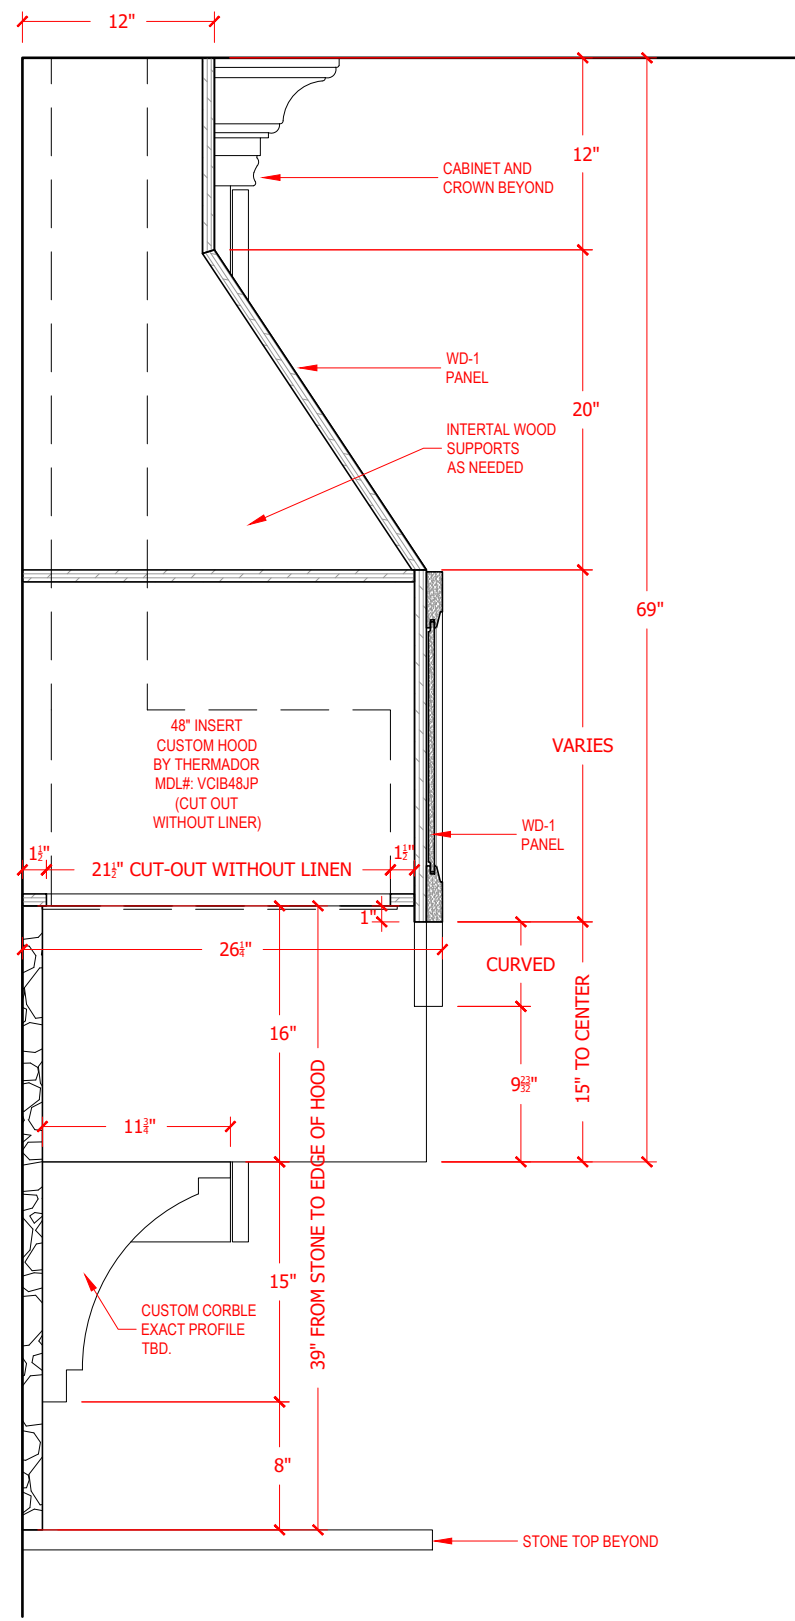 12"
12"
CABINET AND
CROWN BEYOND
WD-1
PANEL
20"
INTERTAL WOOD
SUPPORTS
AS NEEDED
69"
48" INSERT
CUSTOM HOOD
BY THERMADOR
MDL#: VCIB48JP
(CUT OUT
WITHOUT LINER)
VARIES
WD-1
PANEL
1½"
21½" CUT-OUT WITHOUT LINEN
1½"
1"
26¼"
CURVED
16"
15" TO CENTER
9 23/32"
11¾"
39" FROM STONE TO EDGE OF HOOD
15"
CUSTOM CORBLE
EXACT PROFILE
TBD.
8"
STONE TOP BEYOND